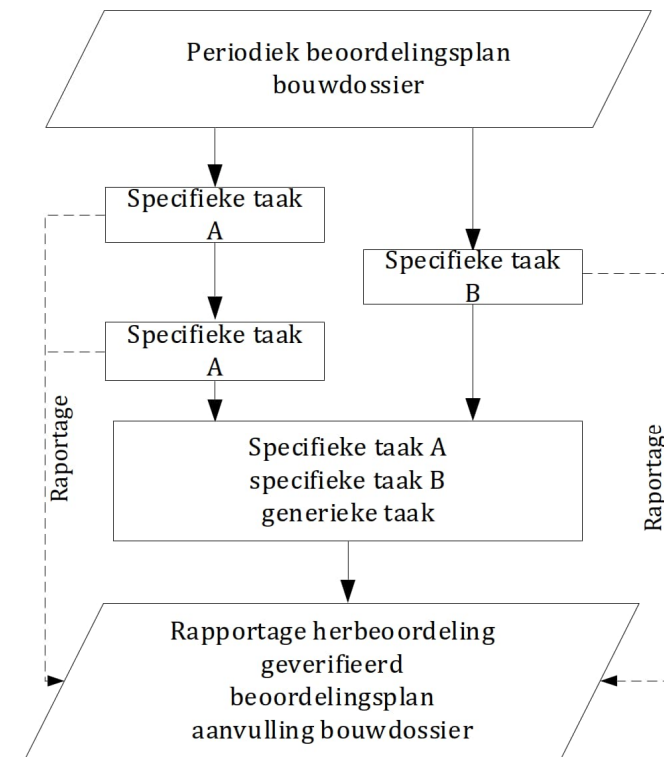 Periodiek beoordelingsplan
bouwdossier
Specifieke taak
A
Specifieke taak
B
Specifieke taak
A
Raportage
Raportage
Specifieke taak A
specifieke taak B
generieke taak
Rapportage herbeoordeling
geverifieerd
beoordelingsplan
aanvulling bouwdossier